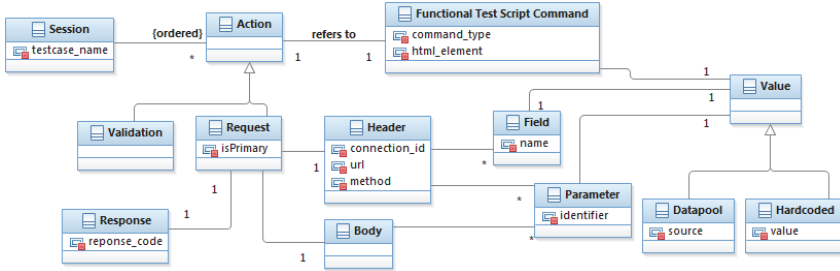 Session
testcase_name
{ordered}
*
Action
1
refers to
1
Functional Test Script Command
command_type
html_element
1
1
1
Value
Validation
Request
isPrimary
1
1
Header
connection_id
url
method
1
*
*
Field
name
Response
reponse_code
1
Body
1
Parameter
identifier
*
Datapool
source
Hardcoded
value